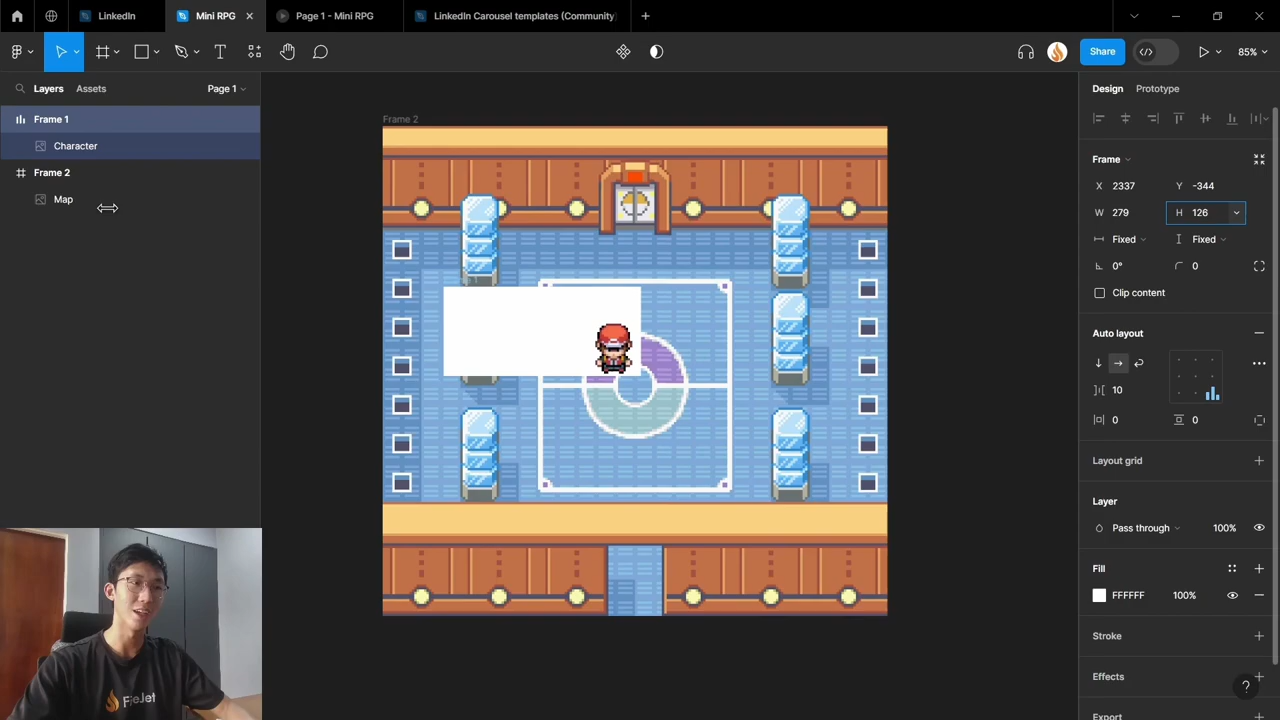 LinkedIn
Mini RPG
Page 1 - Mini RPG
LinkedIn Carousel templates (Community
Share
85%
Layers
Assets
Page 1
Frame 1
Character
Frame 2
Map
Frame 2
Design
Prototype
Frame
X 2337
Y -344
W 279
H 126
Fixed
Fixed
0°
0
Clip content
Auto layout
10
0
0
Layout grid
Layer
Pass through
100%
Fill
FFFFFF
100%
Stroke
Effects
Export
?
FireJet